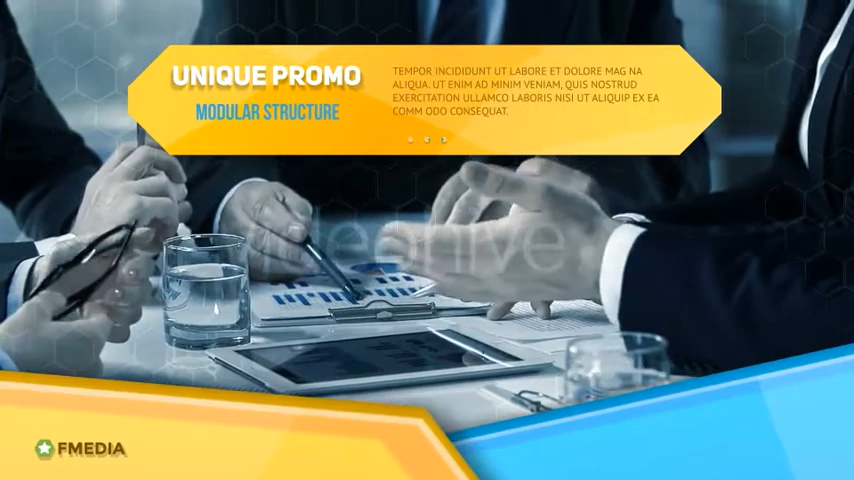 UNIQUE PROMO
MODULAR STRUCTURE
TEMPOR INCIDIDUNT UT LABORE ET DOLORE MAG NA
ALIQUA. UT ENIM AD MINIM VENIAM, QUIS NOSTRUD
EXERCITATION ULLAMCO LABORIS NISI UT ALIQUIP EX EA
COMM ODO CONSEQUAT.
videohive
FMEDIA